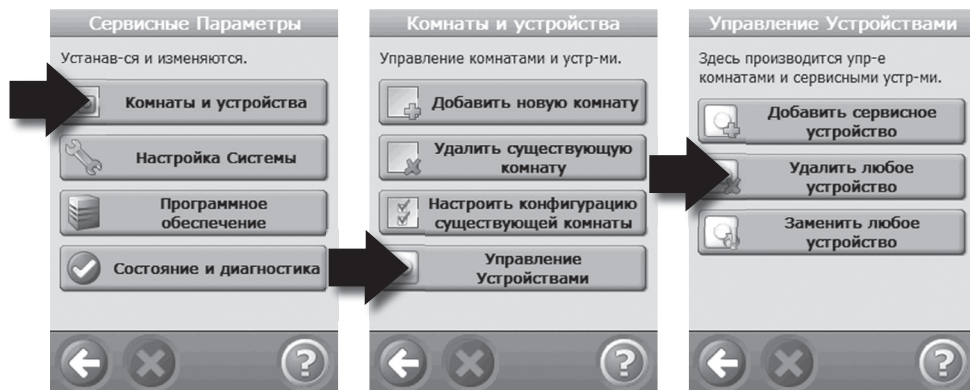 Сервисные Параметры
Устанав-ся и изменяются.
Комнаты и устройства
Настройка Системы
Программное
обеспечение
Состояние и диагностика
?
Комнаты и устройства
Управление комнатами и устр-ми.
Добавить новую комнату
Удалить существующую
комнату
Настроить конфигурацию
существующей комнаты
Управление
Устройствами
?
Управление Устройствами
Здесь производится упр-е
комнатами и сервисными устр-ми.
Добавить сервисное
устройство
Удалить любое
устройство
Заменить любое
устройство
?